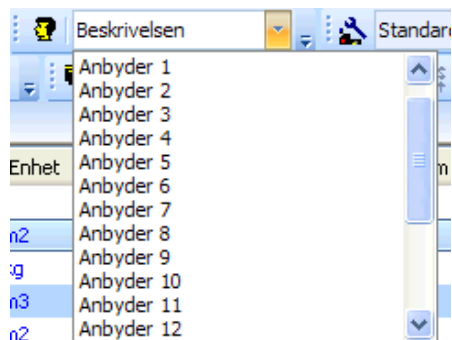 Beskrivelsen
Standar
Anbyder 1
Anbyder 2
Anbyder 3
Anbyder 4
Anbyder 5
Enhet
Anbyder 6
Anbyder 7
m2
Anbyder 8
kg
Anbyder 9
Anbyder 10
m3
Anbyder 11
m2
Anbyder 12